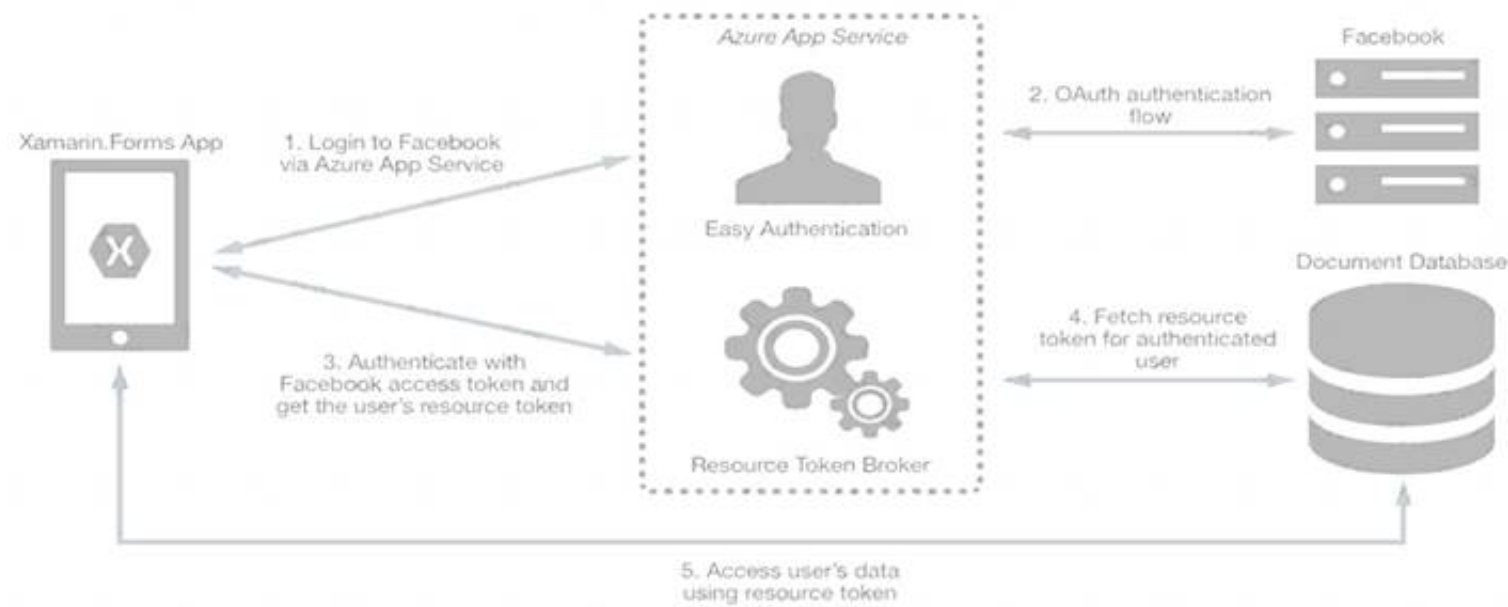 Azure App Service
Facebook
2. OAuth authentication
flow
Xamarin.Forms App
1. Login to Facebook
via Azure App Service
X
Easy Authentication
Document Database
4. Fetch resource
token for authenticated
user
3. Authenticate with
Facebook access token and
get the user's resource token
Resource Token Broker
5. Access user's data
using resource token